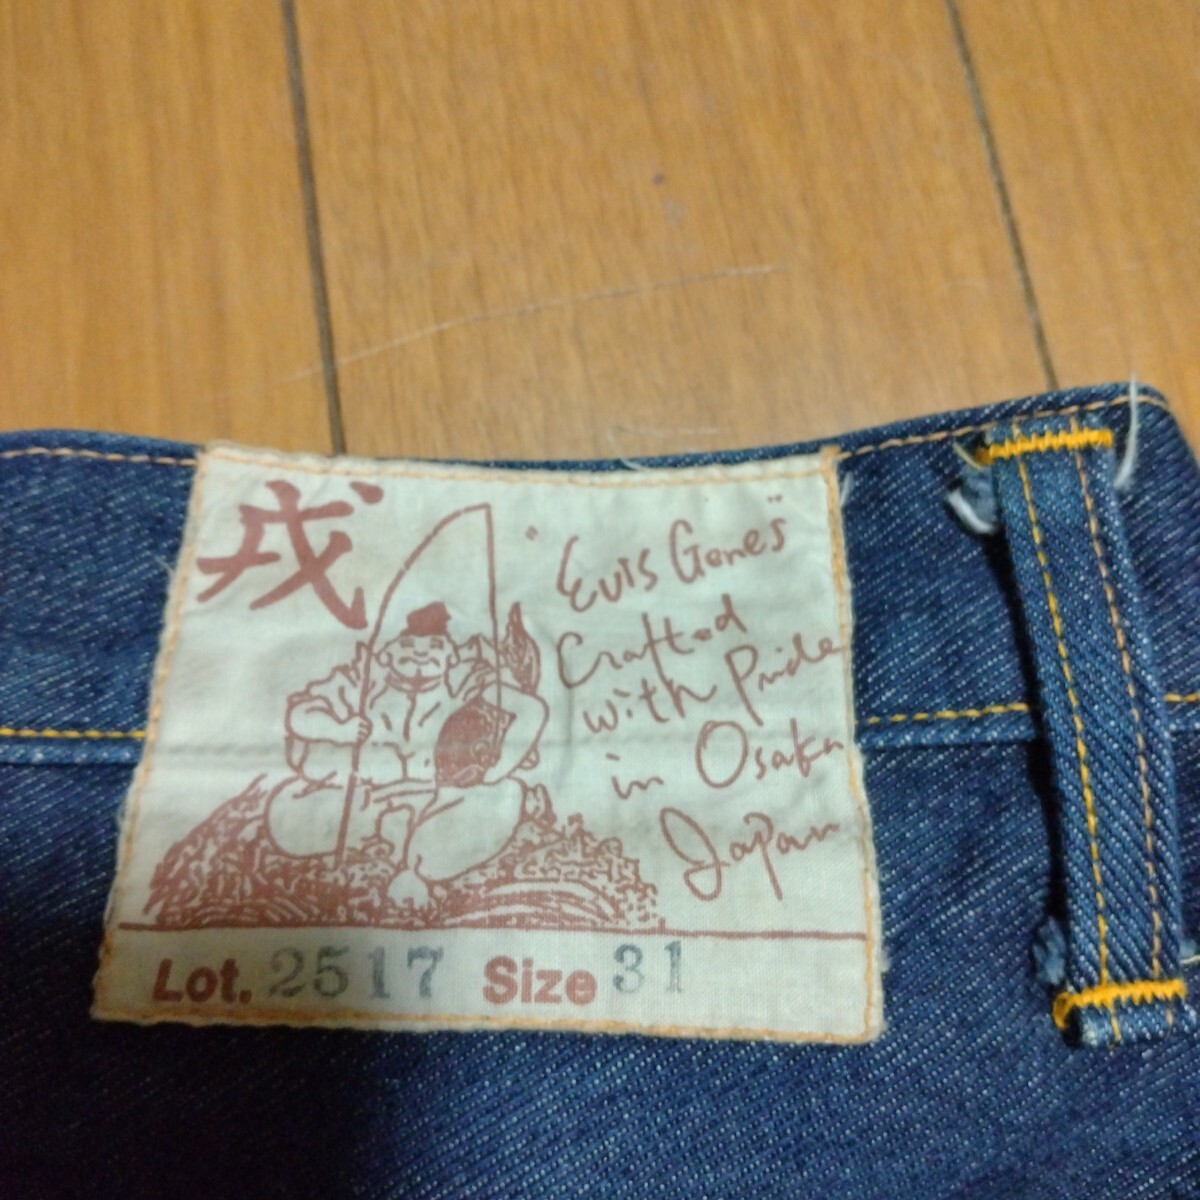 戎
"Evis Genes"
Crafted
with Pride
in Osaka
Japan
Lot. 2517 Size 31